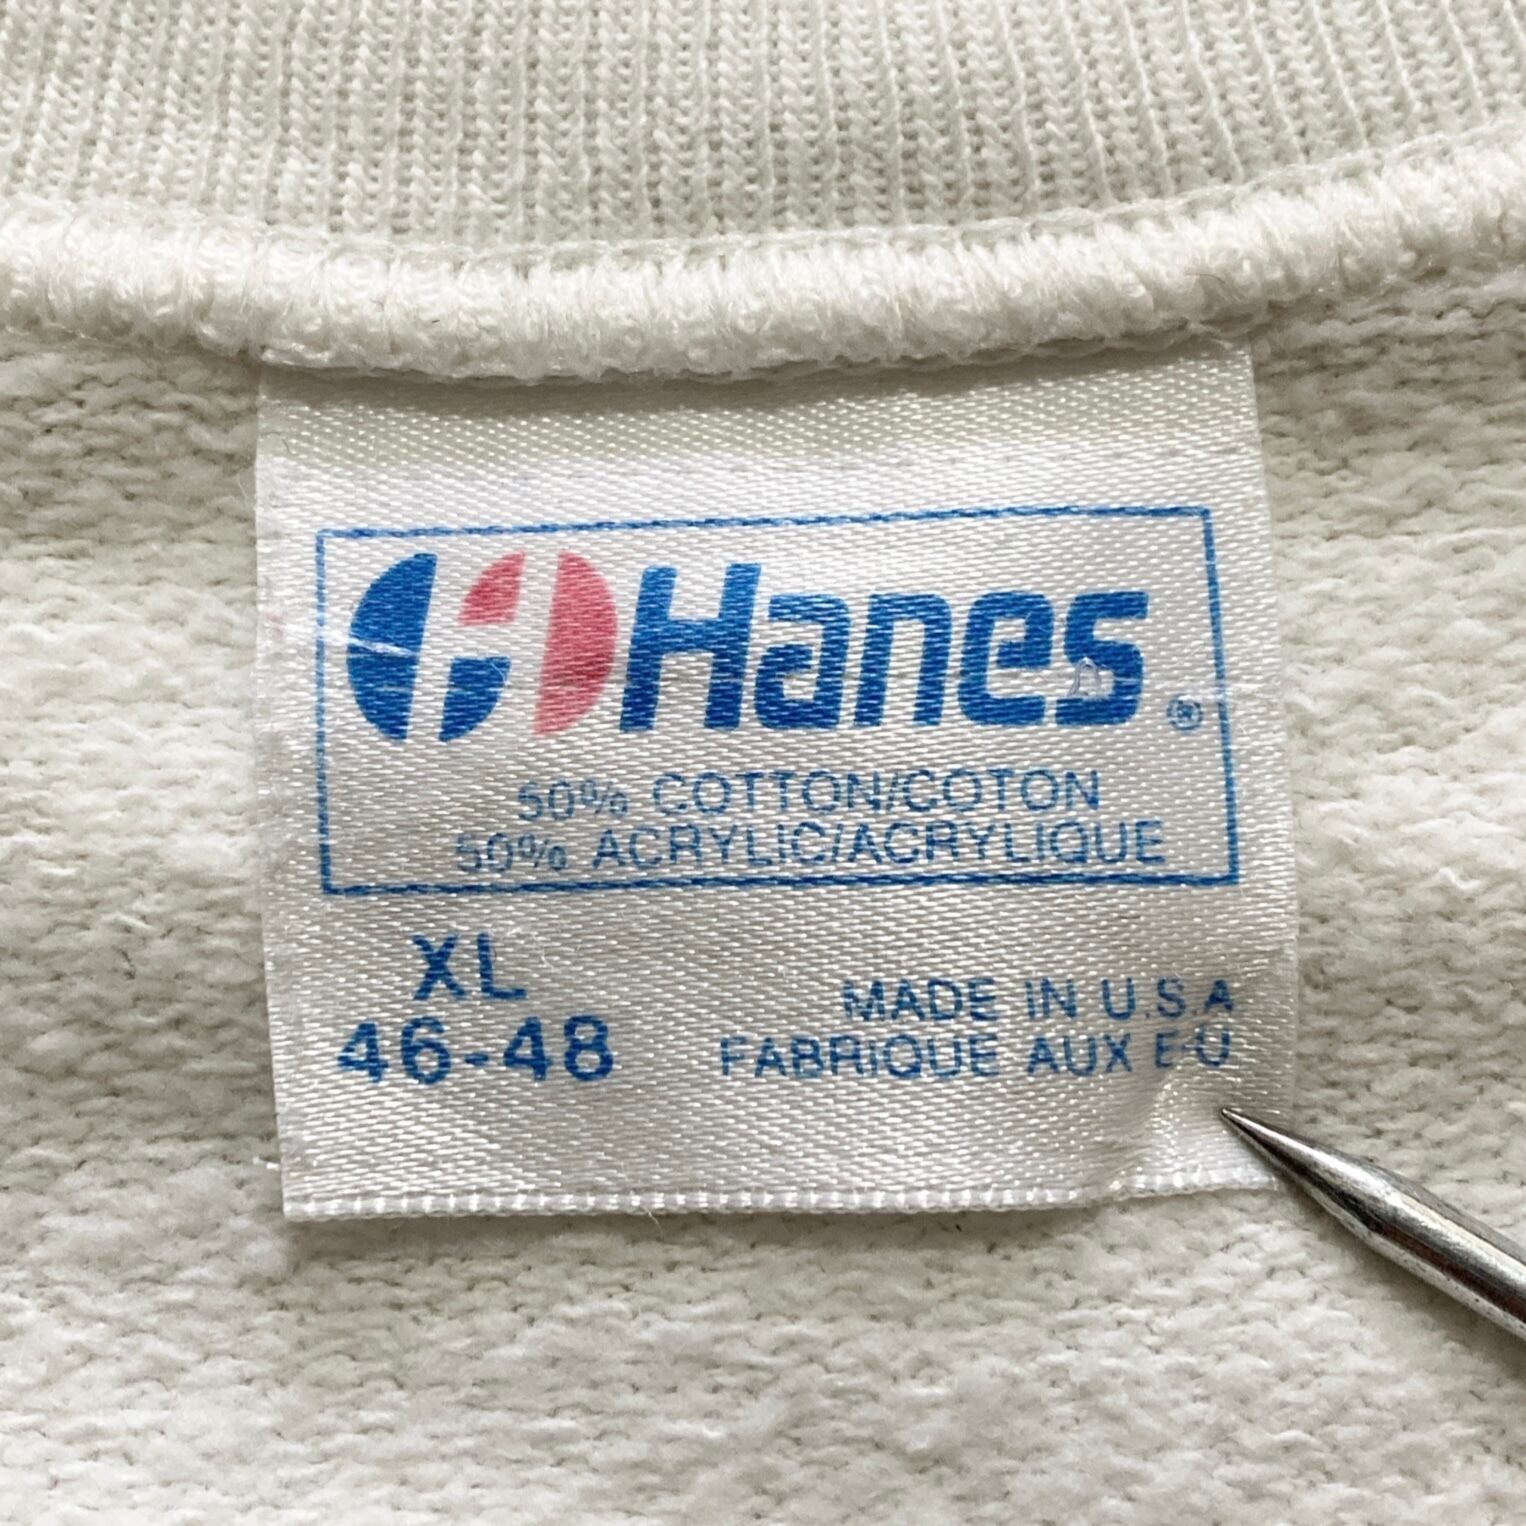 Hanes®
50% COTTON/COTON
50% ACRYLIC/ACRYLIQUE
XL
46-48
MADE IN U.S.A
FABRIQUE AUX E-U